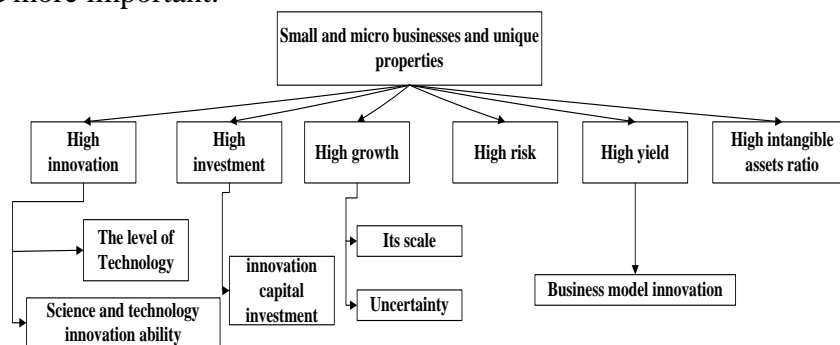 more important.
Small and micro businesses and unique
properties
High
innovation
High
investment
High growth
High risk
High yield
High intangible
assets ratio
The level of
Technology
Its scale
innovation
capital
investment
Business model innovation
Science and technology
innovation ability
Uncertainty